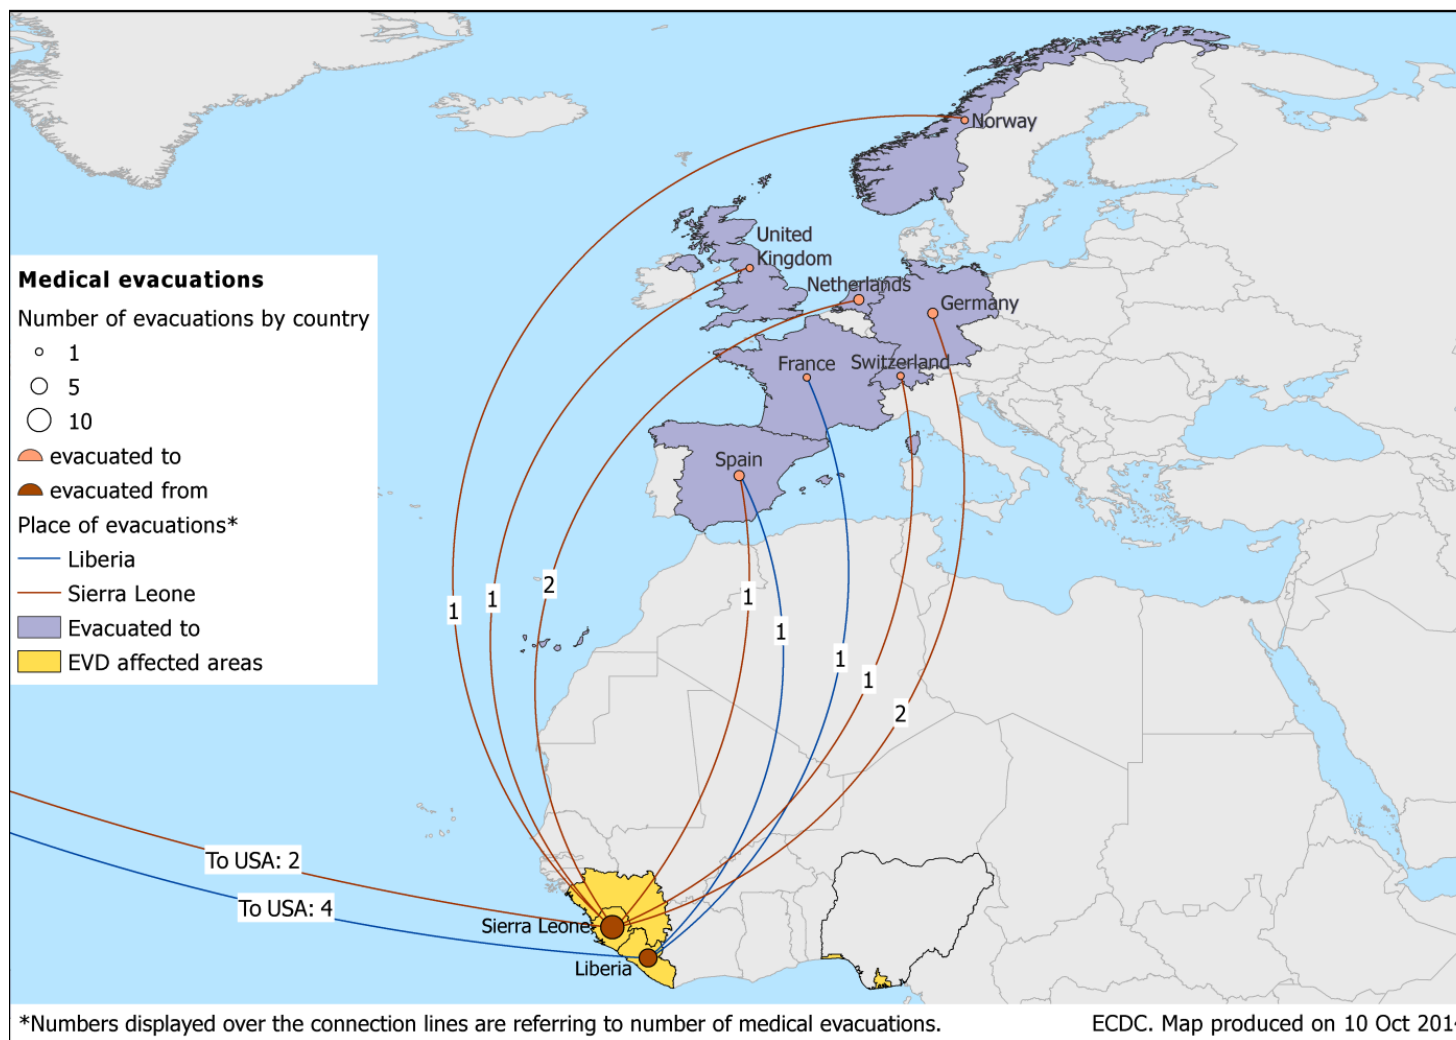 Norway
United
Kingdom
Netherlands
Germany
France
Switzerland
Spain
Medical evacuations
Number of evacuations by country
1
5
10
evacuated to
evacuated from
Place of evacuations*
Liberia
Sierra Leone
Evacuated to
EVD affected areas
1
1
2
1
1
1
1
2
To USA: 2
To USA: 4
Sierra Leone
Liberia
*Numbers displayed over the connection lines are referring to number of medical evacuations.
ECDC. Map produced on 10 Oct 2014